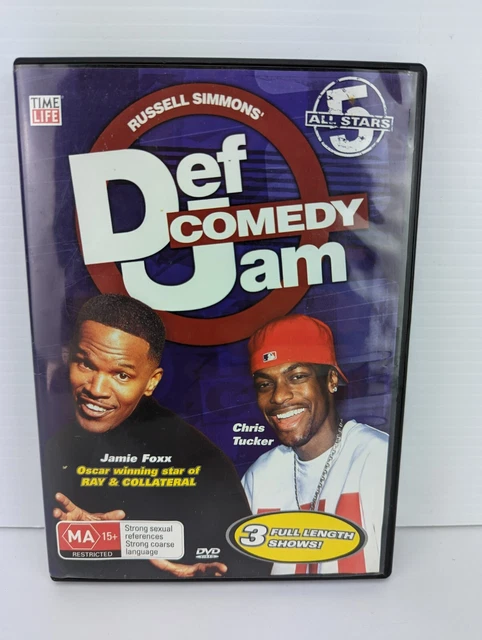 TIME
LIFE
RUSSELL SIMMONS'
5
ALL STARS
Def
COMEDY
Jam
Chris
Tucker
Jamie Foxx
Oscar winning star of
RAY & COLLATERAL
MA 15+
RESTRICTED
Strong sexual
references
Strong coarse
language
DVD
3 FULL LENGTH
SHOWS!